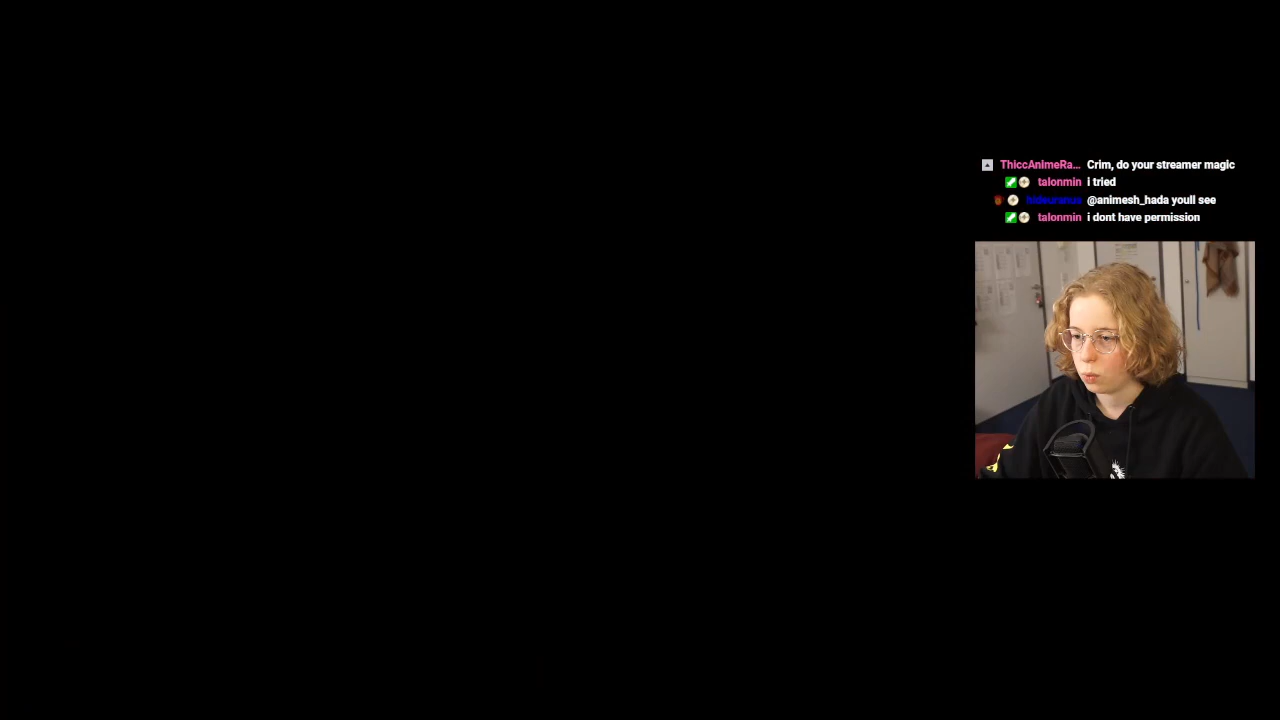 ThiccAnimeRa... Crim, do your streamer magic
talonmin i tried
@animesh_hada youll see
talonmin i dont have permission